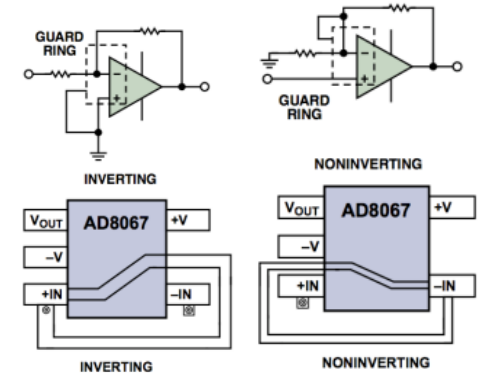 GUARD
RING
− 
+
INVERTING
−
+
GUARD
RING
NONINVERTING
VOUT
AD8067
+V
–V
+IN
–IN
INVERTING
VOUT
AD8067
+V
–V
+IN
–IN
NONINVERTING